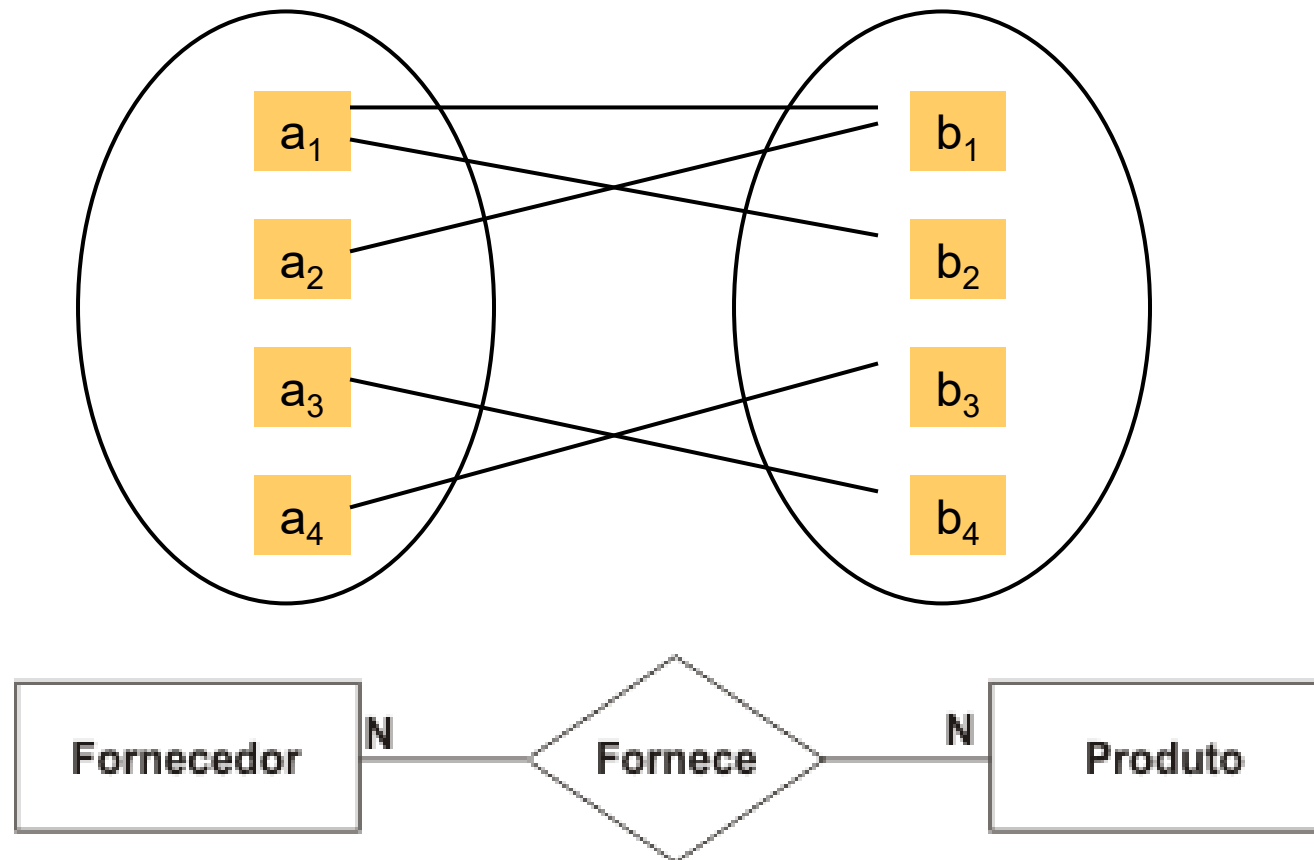 a₁ b₁
a₂ b₂
a₃ b₃
a₄ b₄
Fornecedor N Fornece N Produto